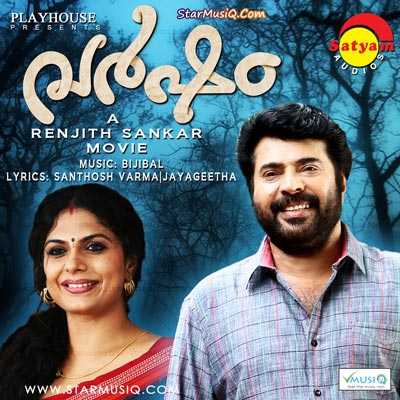 PLAYHOUSE
PRESENTS
StarMusiQ.Com
Satyam
AUDIOS
വർഷം
A
RENJITH SANKAR
MOVIE
MUSIC: BIJIBAL
LYRICS: SANTHOSH VARMA|JAYAGEETHA
WWW.STARMUSIQ.COM
MUSIQ